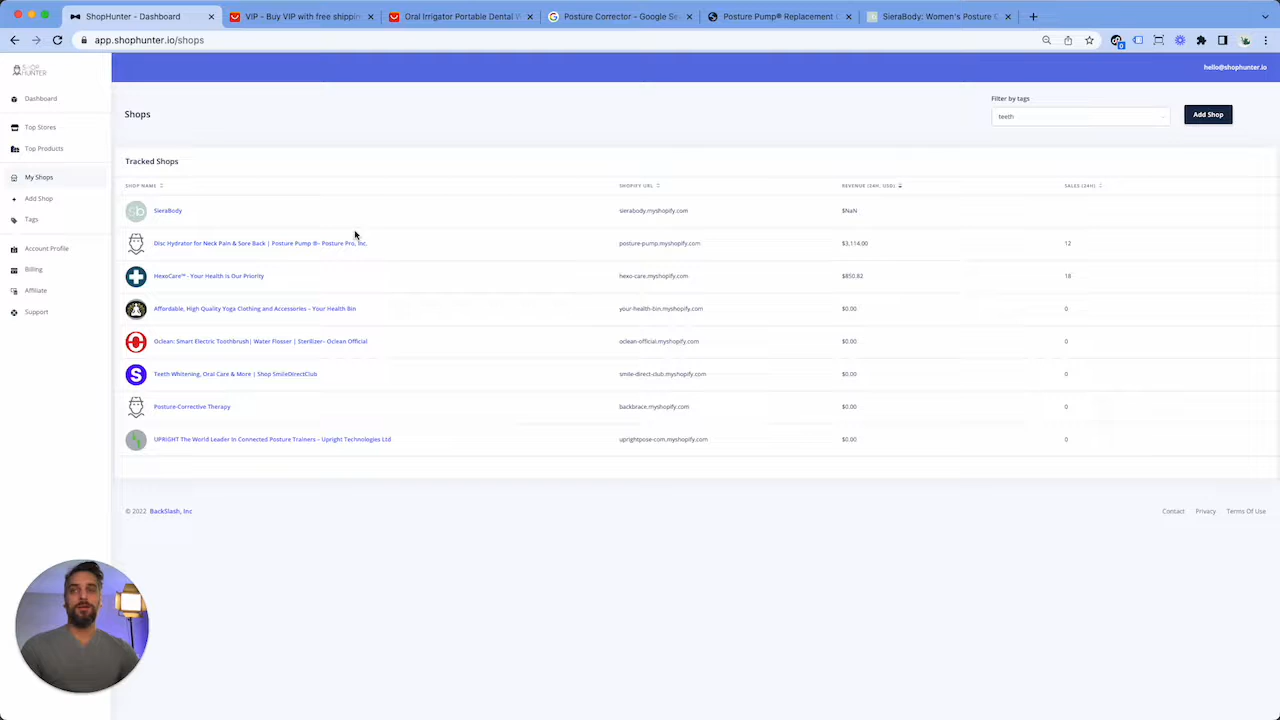 ShopHunter
VIP - Buy VIP with free shippin
Oral Irrigator Portable Dental W
Posture Corrector - Google Se
Posture Pump® Replacement C
SieraBody: Women's Posture E
app.shophunter.io/shops
SHOP HUNTER
hello@shophunter.io
Dashboard
Top Stores
Top Products
My Shops
Add Shop
Tags
Account Profile
Billing
Affiliate
Support
Shops
Filter by tags
teeth
Add Shop
Tracked Shops
SHOP NAME
SHOPIFY URL
REVENUE (24H, USD)
SALES (24H)
SieraBody
sierabody.myshopify.com
$NaN
Disc Hydrator for Neck Pain & Sore Back | Posture Pump ®– Posture Pro, Inc.
posture-pump.myshopify.com
$3,114.00
12
HexoCare™ - Your Health Is Our Priority
hexo-care.myshopify.com
$850.82
18
Affordable, High Quality Yoga Clothing and Accessories – Your Health Bin
your-health-bin.myshopify.com
$0.00
0
Oclean: Smart Electric Toothbrush| Water Flosser | Sterilizer– Oclean Official
oclean-official.myshopify.com
$0.00
0
Teeth Whitening, Oral Care & More | Shop SmileDirectClub
smile-direct-club.myshopify.com
$0.00
0
Posture-Corrective Therapy
backbrace.myshopify.com
$0.00
0
UPRIGHT The World Leader In Connected Posture Trainers – Upright Technologies Ltd
uprightpose-com.myshopify.com
$0.00
0
© 2022 BackSlash, Inc
Contact
Privacy
Terms Of Use